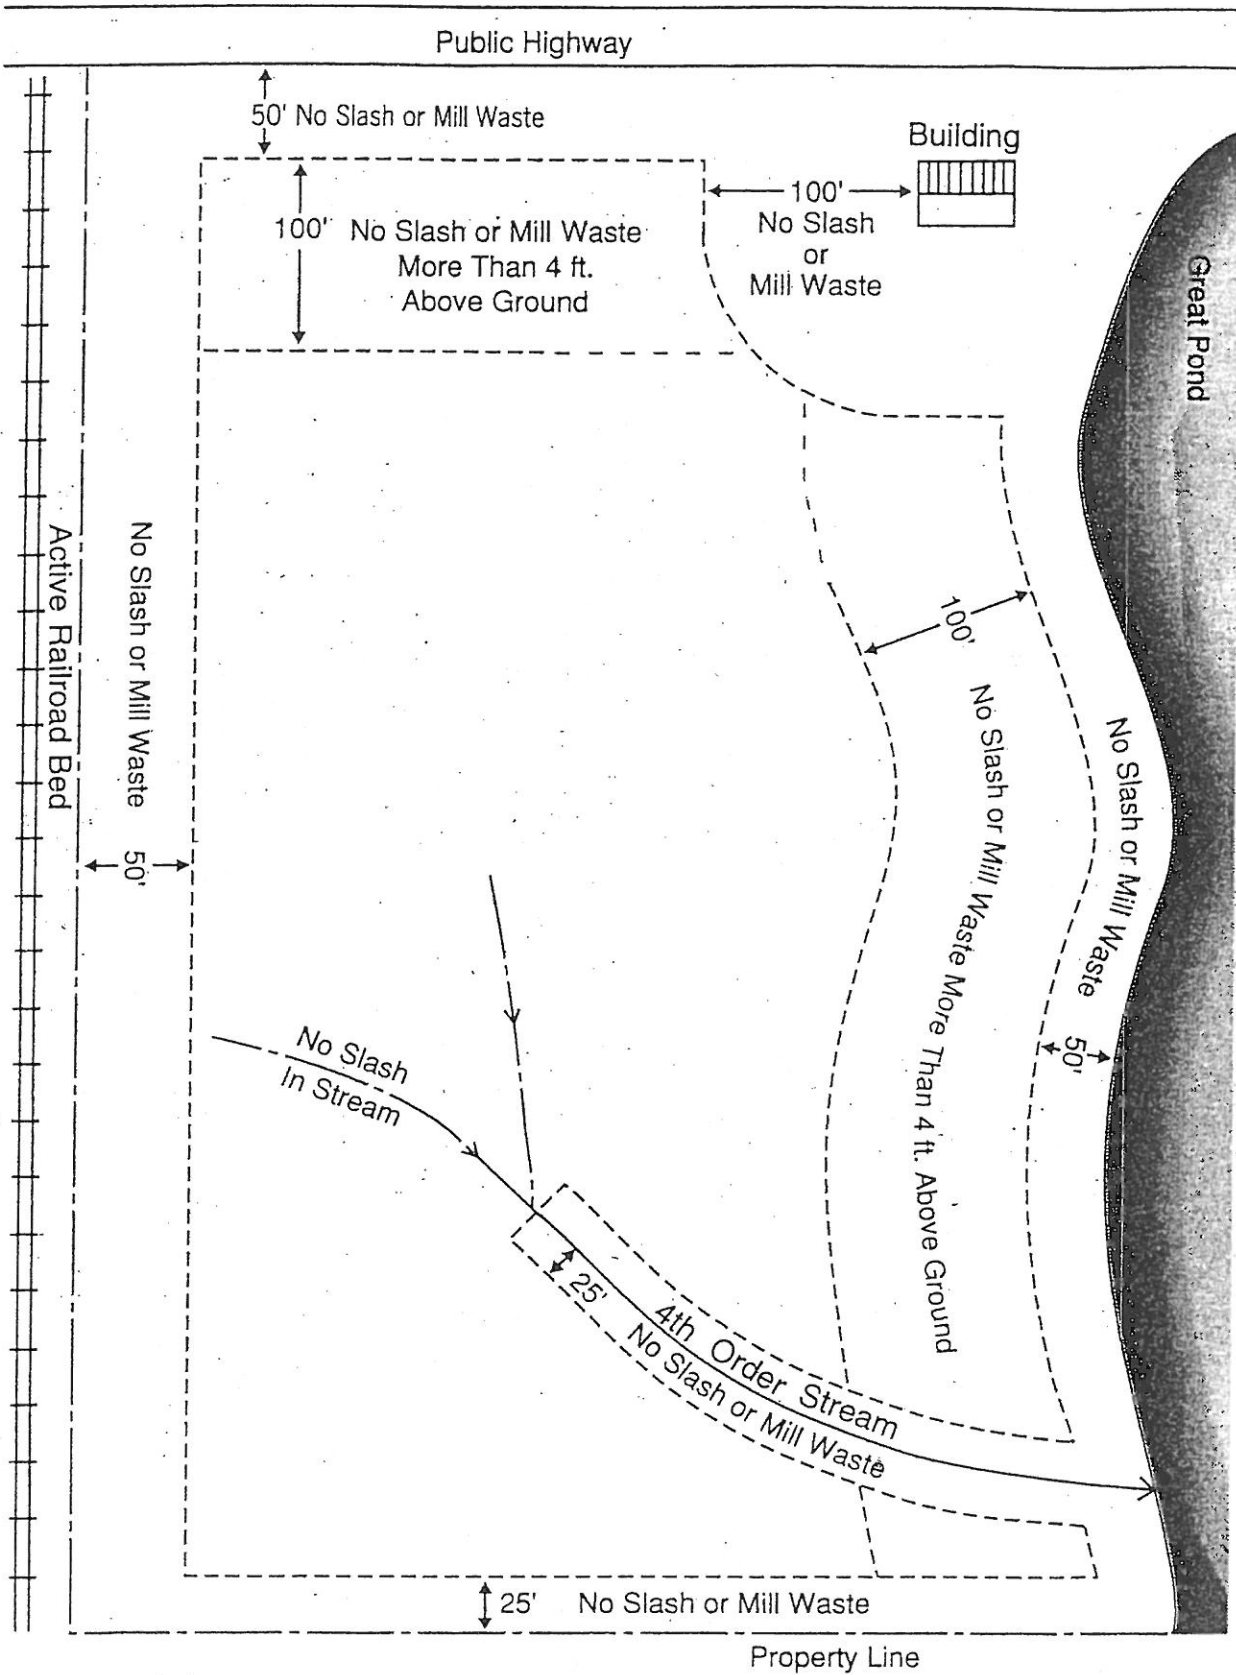 Public Highway
50' No Slash or Mill Waste
Building
100'
No Slash
or
Mill Waste
100' No Slash or Mill Waste
More Than 4 ft.
Above Ground
Great Pond
Active Railroad Bed
No Slash or Mill Waste
50'
100'
No Slash or Mill Waste More Than 4 ft. Above Ground
No Slash or Mill Waste
50'
No Slash
In Stream
25'
4th Order Stream
No Slash or Mill Waste
25' No Slash or Mill Waste
Property Line